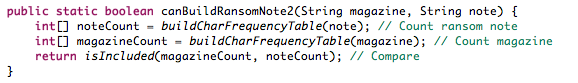 public static boolean canBuildRansomNote2(String magazine, String note) {
    int[] noteCount = buildCharFrequencyTable(note); // Count ransom note
    int[] magazineCount = buildCharFrequencyTable(magazine); // Count magazine
    return isIncluded(magazineCount, noteCount); // Compare
}